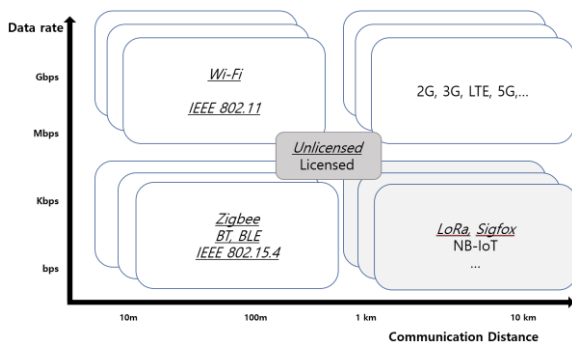 Data rate
Gbps
Mbps
Kbps
bps
Wi-Fi
IEEE 802.11
2G, 3G, LTE, 5G,...
Unlicensed
Licensed
Zigbee
BT, BLE
IEEE 802.15.4
LoRa, Sigfox
NB-IoT
...
10m
100m
1 km
10 km
Communication Distance